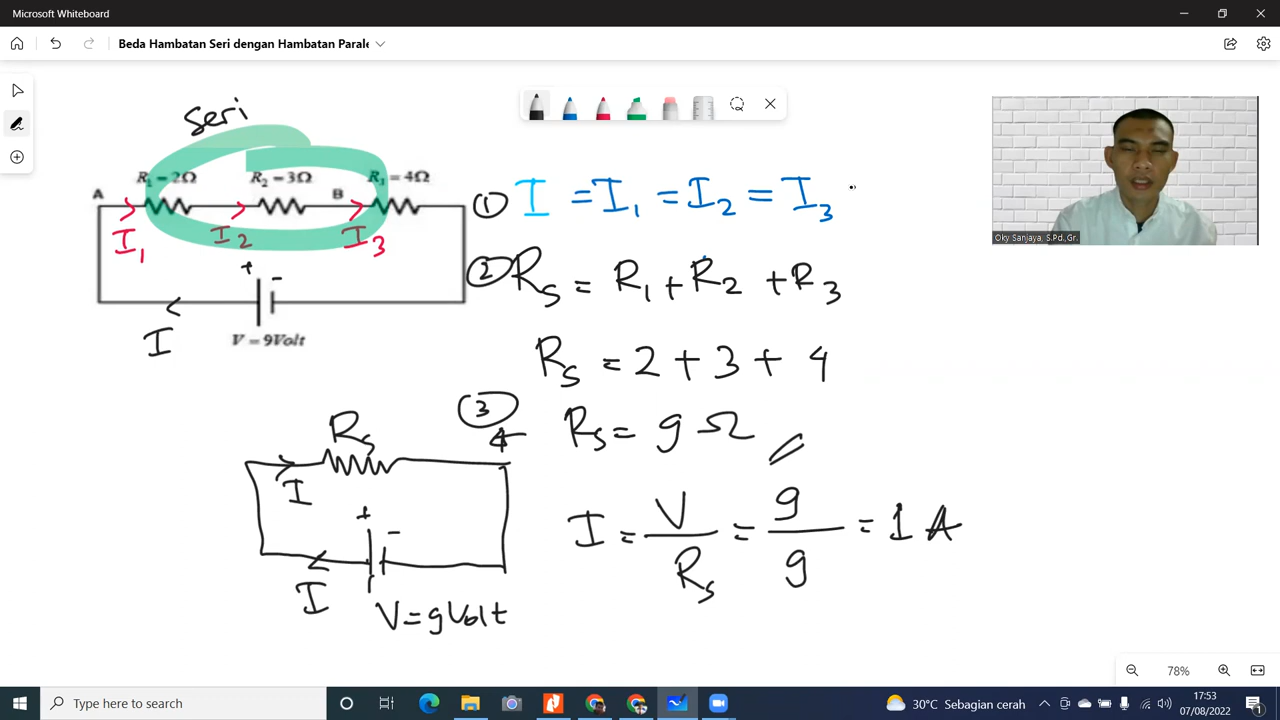 Microsoft Whiteboard
Beda Hambatan Seri dengan Hambatan Parale
seri
R₁ = 2Ω R₂ = 3Ω R₃ = 4Ω
A B
I₁ I₂ I₃
+ -
I
V = 9Volt
① I = I₁ = I₂ = I₃
② Rs = R₁ + R₂ + R₃
Rs = 2 + 3 + 4
③ Rs = 9 Ω
I = V / Rs = 9 / 9 = 1 A
Rs
I
+ -
I
V = 9 Volt
Oky Sanjaya, S.Pd,.Gr.
78%
Type here to search
30°C Sebagian cerah
17:53
07/08/2022
1